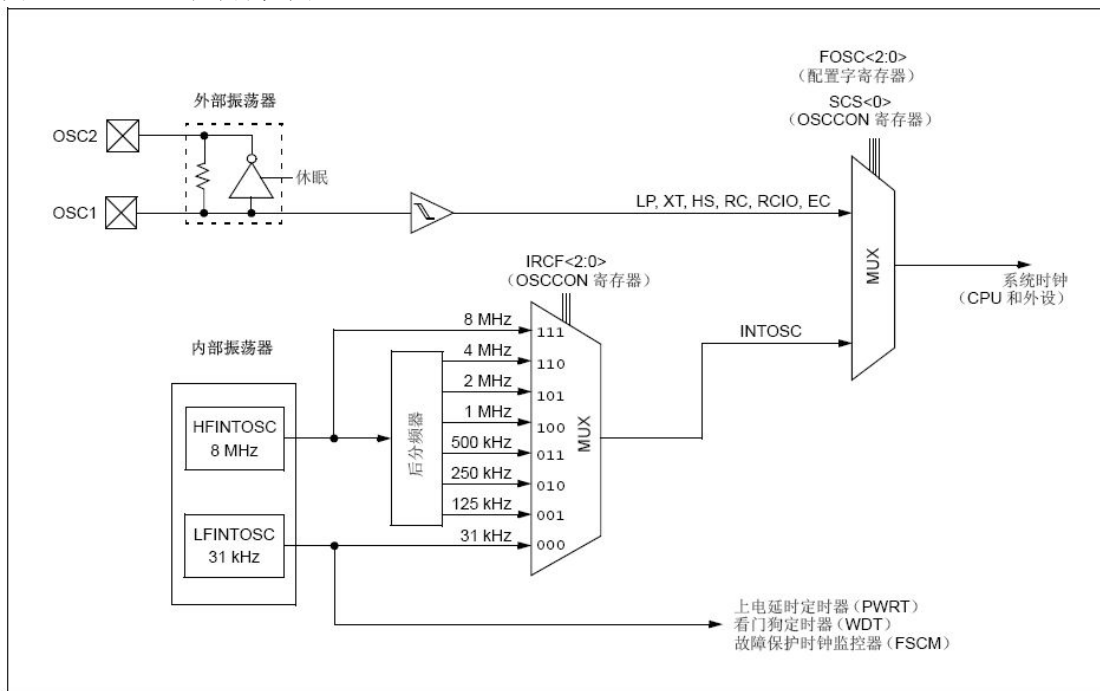 FOSC<2:0>
（配置字寄存器）
SCS<0>
（OSCCON 寄存器）
外部振荡器
OSC2
休眠
OSC1
LP, XT, HS, RC, RCIO, EC
MUX
系统时钟
（CPU 和外设）
IRCF<2:0>
（OSCCON 寄存器）
INTOSC
内部振荡器
HFINTOSC
8 MHz
LFINTOSC
31 kHz
后分频器
8 MHz
111
4 MHz
110
2 MHz
101
1 MHz
100
500 kHz
011
250 kHz
010
125 kHz
001
31 kHz
000
MUX
上电延时定时器（PWRT）
看门狗定时器（WDT）
故障保护时钟监控器（FSCM）